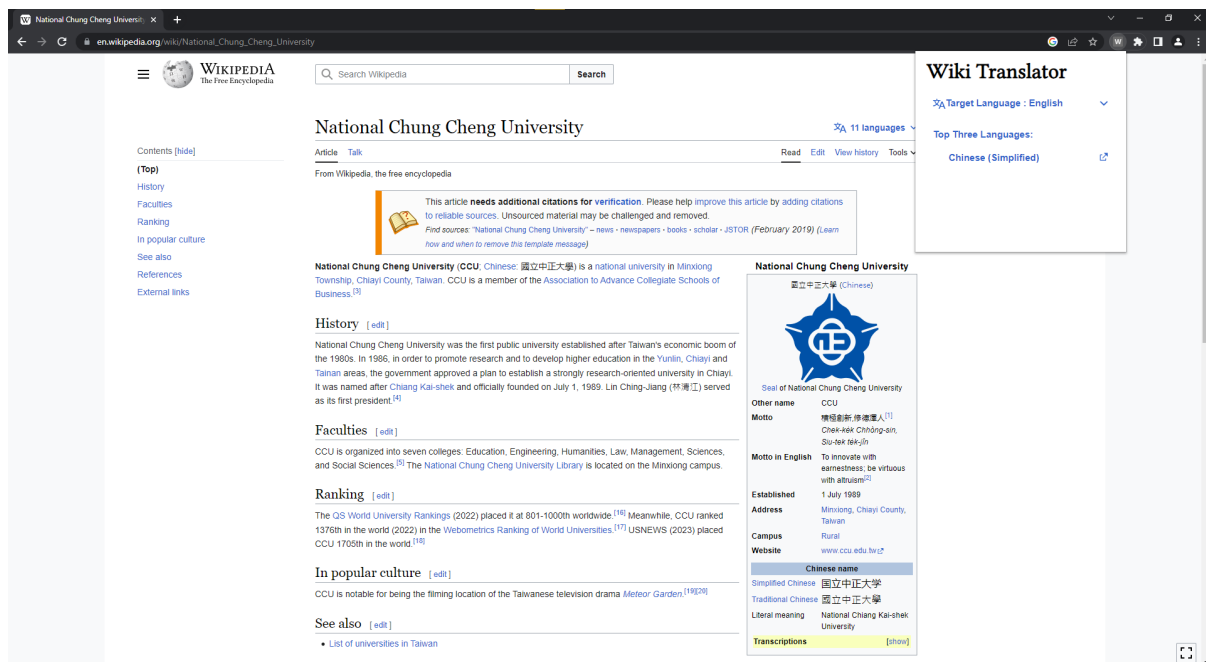 National Chung Cheng Universit
en.wikipedia.org/wiki/National_Chung_Cheng_University
WIKIPEDIA
The Free Encyclopedia
Search Wikipedia
Search
Wiki Translator
Target Language : English
Top Three Languages:
Chinese (Simplified)
National Chung Cheng University
11 languages
Article Talk
Read Edit View history Tools
From Wikipedia, the free encyclopedia
Contents [hide]
(Top)
History
Faculties
Ranking
In popular culture
See also
References
External links
This article needs additional citations for verification. Please help improve this article by adding citations
to reliable sources. Unsourced material may be challenged and removed.
Find sources: "National Chung Cheng University" – news · newspapers · books · scholar · JSTOR (February 2019) (Learn
how and when to remove this template message)
National Chung Cheng University (CCU; Chinese: 國立中正大學) is a national university in Minxiong
Township, Chiayi County, Taiwan. CCU is a member of the Association to Advance Collegiate Schools of
Business.[3]
History [ edit ]
National Chung Cheng University was the first public university established after Taiwan's economic boom of
the 1980s. In 1986, in order to promote research and to develop higher education in the Yunlin, Chiayi and
Tainan areas, the government approved a plan to establish a strongly research-oriented university in Chiayi.
It was named after Chiang Kai-shek and officially founded on July 1, 1989. Lin Ching-Jiang (林清江) served
as its first president.[4]
Faculties [ edit ]
CCU is organized into seven colleges: Education, Engineering, Humanities, Law, Management, Sciences,
and Social Sciences.[5] The National Chung Cheng University Library is located on the Minxiong campus.
Ranking [ edit ]
The QS World University Rankings (2022) placed it at 801-1000th worldwide.[16] Meanwhile, CCU ranked
1376th in the world (2022) in the Webometrics Ranking of World Universities.[17] USNEWS (2023) placed
CCU 1705th in the world.[18]
In popular culture [ edit ]
CCU is notable for being the filming location of the Taiwanese television drama Meteor Garden.[19][20]
See also [ edit ]
• List of universities in Taiwan
National Chung Cheng University
國立中正大學 (Chinese)
Seal of National Chung Cheng University
Other name CCU
Motto 積極創新,修德澤人[1]
Chek-ke̍k Chhòng-sin,
Siu-tek te̍k-jîn
Motto in English To innovate with
earnestness; be virtuous
with altruism[2]
Established 1 July 1989
Address Minxiong, Chiayi County,
Taiwan
Campus Rural
Website www.ccu.edu.tw
Chinese name
Simplified Chinese 国立中正大学
Traditional Chinese 國立中正大學
Literal meaning National Chiang Kai-shek
University
Transcriptions [show]